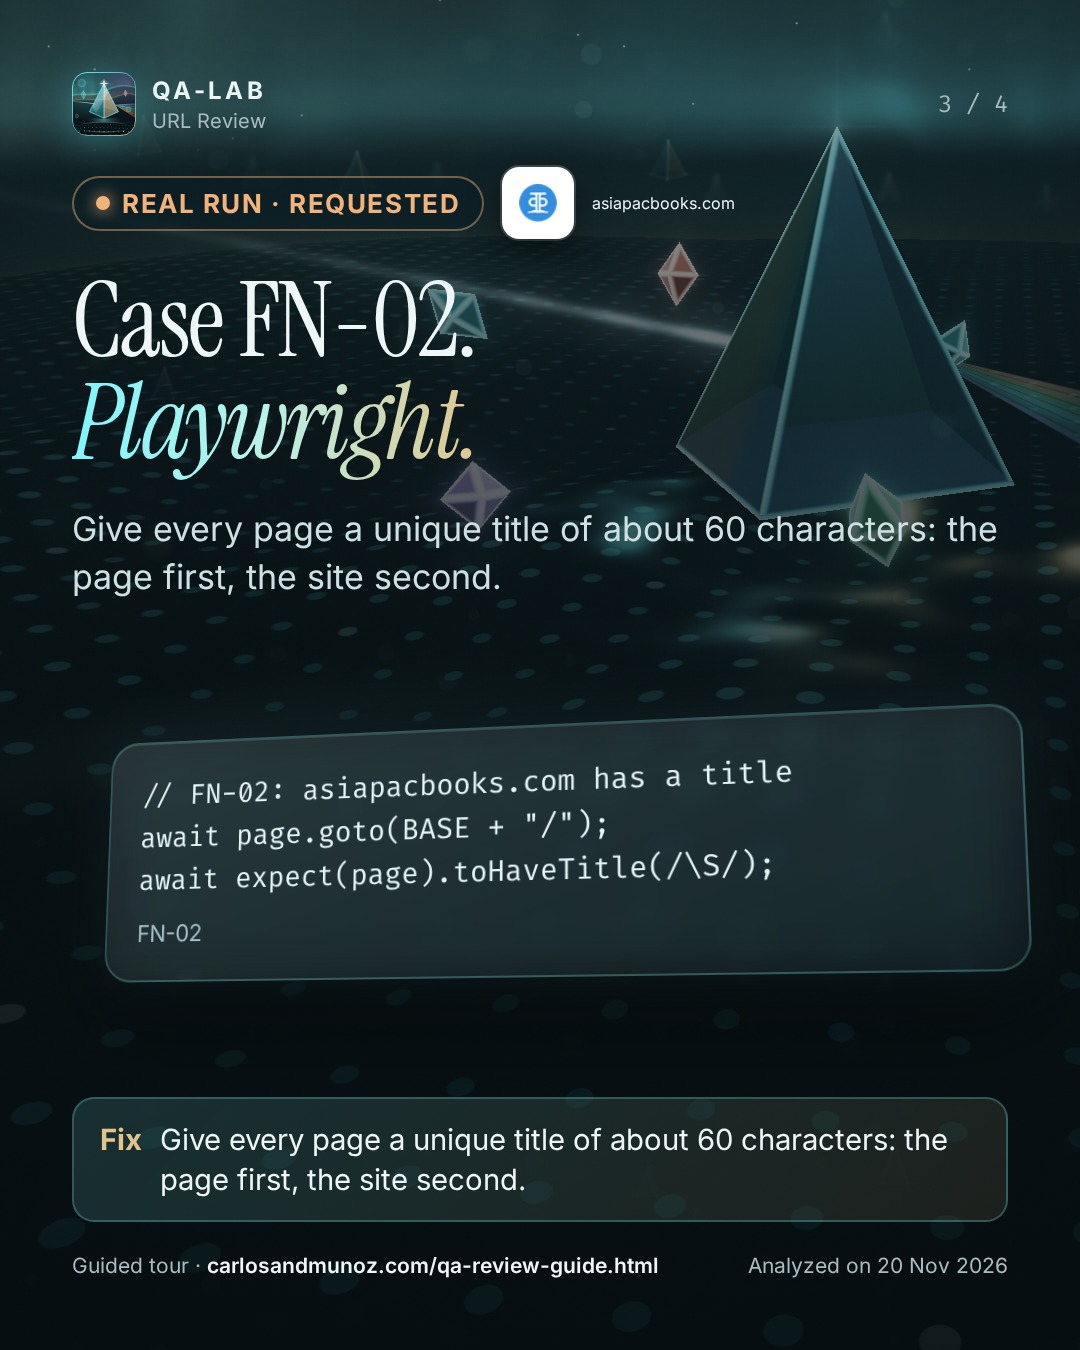 QA-LAB
URL Review
3 / 4
REAL RUN · REQUESTED
asiapacbooks.com
Case FN-02.
Playwright.
Give every page a unique title of about 60 characters: the
page first, the site second.
// FN-02: asiapacbooks.com has a title
await page.goto(BASE + "/");
await expect(page).toHaveTitle(/\S/);
FN-02
Fix Give every page a unique title of about 60 characters: the
page first, the site second.
Guided tour · carlosandmunoz.com/qa-review-guide.html
Analyzed on 20 Nov 2026